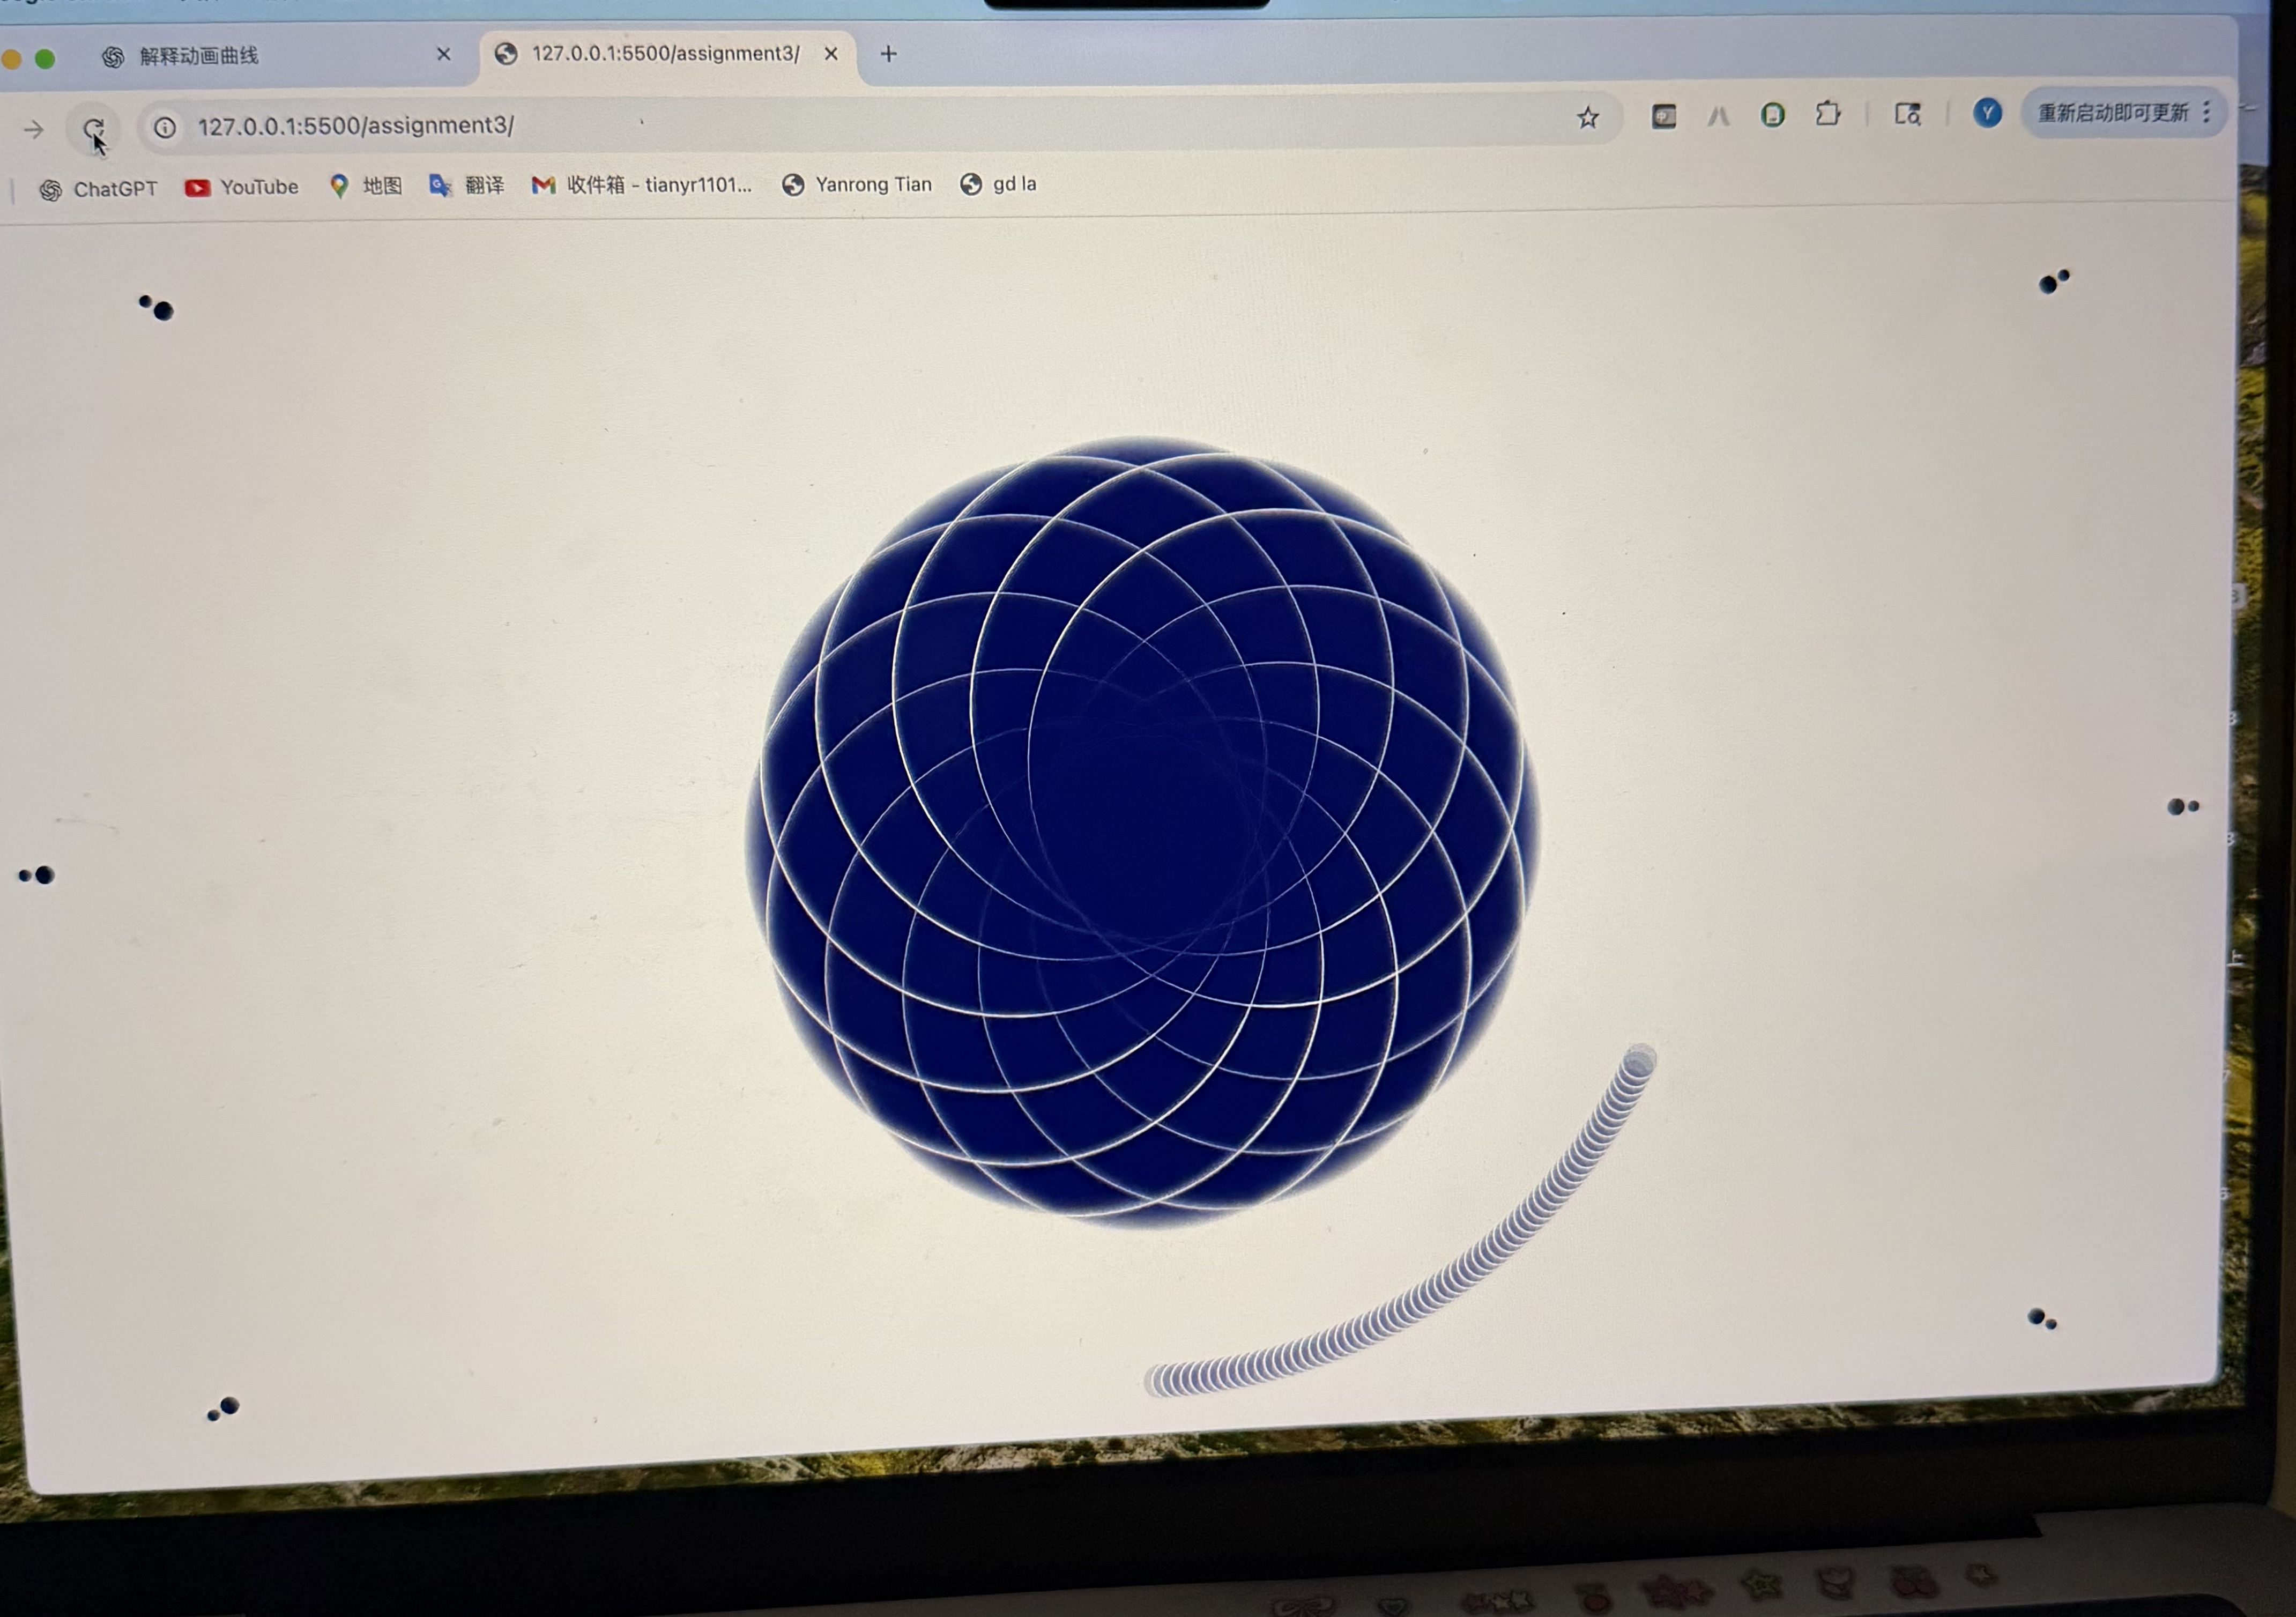 解释动画曲线
127.0.0.1:5500/assignment3/
127.0.0.1:5500/assignment3/
重新启动即可更新
ChatGPT YouTube 地图 翻译 收件箱 - tianyr1101... Yanrong Tian gd la
Y